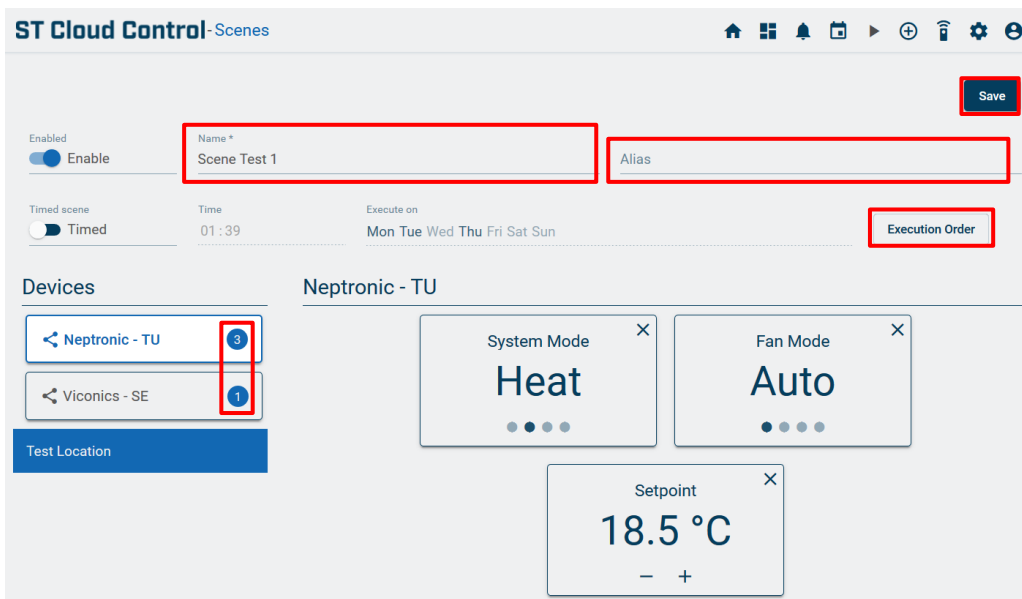 ST Cloud Control - Scenes
Save
Enabled
Enable
Name *
Scene Test 1
Alias
Timed scene
Timed
Time
01 : 39
Execute on
Mon Tue Wed Thu Fri Sat Sun
Execution Order
Devices
Neptronic - TU
3
Viconics - SE
1
Test Location
Neptronic - TU
System Mode
Heat
Fan Mode
Auto
Setpoint
18.5 °C
− +